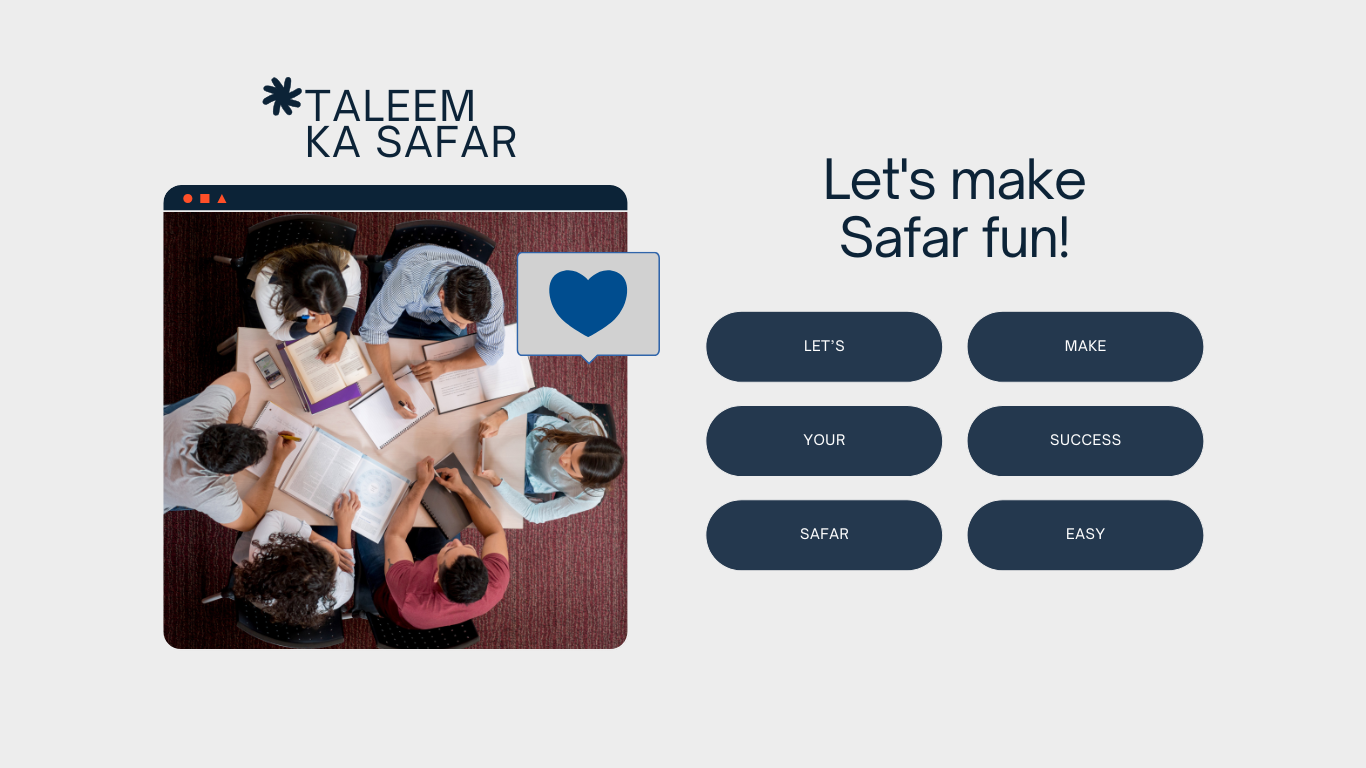 TALEEM
KA SAFAR
Let's make
Safar fun!
LET’S
MAKE
YOUR
SUCCESS
SAFAR
EASY